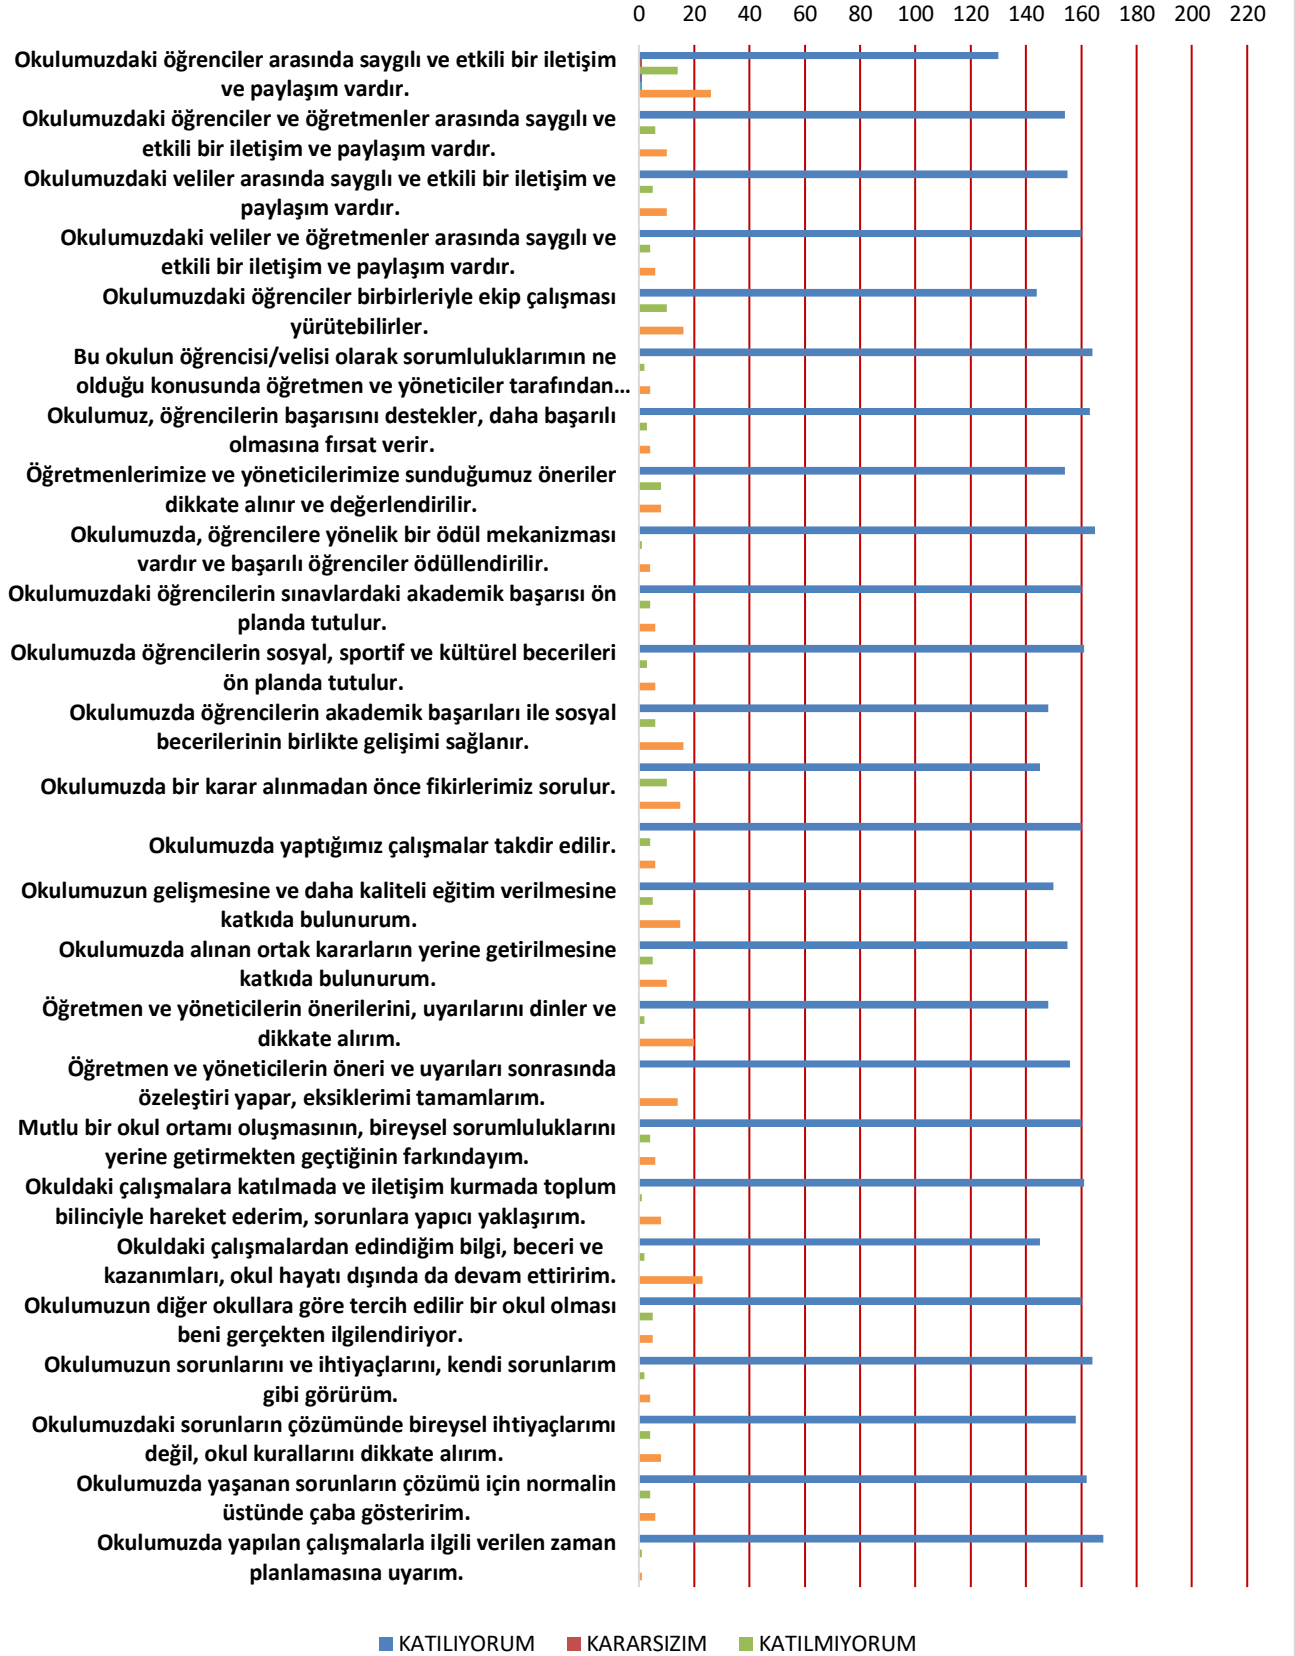 0 20 40 60 80 100 120 140 160 180 200 220
Okulumuzdaki öğrenciler arasında saygılı ve etkili bir iletişim
ve paylaşım vardır.
Okulumuzdaki öğrenciler ve öğretmenler arasında saygılı ve
etkili bir iletişim ve paylaşım vardır.
Okulumuzdaki veliler arasında saygılı ve etkili bir iletişim ve
paylaşım vardır.
Okulumuzdaki veliler ve öğretmenler arasında saygılı ve
etkili bir iletişim ve paylaşım vardır.
Okulumuzdaki öğrenciler birbirleriyle ekip çalışması
yürütebilirler.
Bu okulun öğrencisi/velisi olarak sorumluluklarımın ne
olduğu konusunda öğretmen ve yöneticiler tarafından…
Okulumuz, öğrencilerin başarısını destekler, daha başarılı
olmasına fırsat verir.
Öğretmenlerimize ve yöneticilerimize sunduğumuz öneriler
dikkate alınır ve değerlendirilir.
Okulumuzda, öğrencilere yönelik bir ödül mekanizması
vardır ve başarılı öğrenciler ödüllendirilir.
Okulumuzdaki öğrencilerin sınavlardaki akademik başarısı ön
planda tutulur.
Okulumuzda öğrencilerin sosyal, sportif ve kültürel becerileri
ön planda tutulur.
Okulumuzda öğrencilerin akademik başarıları ile sosyal
becerilerinin birlikte gelişimi sağlanır.
Okulumuzda bir karar alınmadan önce fikirlerimiz sorulur.
Okulumuzda yaptığımız çalışmalar takdir edilir.
Okulumuzun gelişmesine ve daha kaliteli eğitim verilmesine
katkıda bulunurum.
Okulumuzda alınan ortak kararların yerine getirilmesine
katkıda bulunurum.
Öğretmen ve yöneticilerin önerilerini, uyarılarını dinler ve
dikkate alırım.
Öğretmen ve yöneticilerin öneri ve uyarıları sonrasında
özeleştiri yapar, eksiklerimi tamamlarım.
Mutlu bir okul ortamı oluşmasının, bireysel sorumluluklarını
yerine getirmekten geçtiğinin farkındayım.
Okuldaki çalışmalara katılmada ve iletişim kurmada toplum
bilinciyle hareket ederim, sorunlara yapıcı yaklaşırım.
Okuldaki çalışmalardan edindiğim bilgi, beceri ve
kazanımları, okul hayatı dışında da devam ettiririm.
Okulumuzun diğer okullara göre tercih edilir bir okul olması
beni gerçekten ilgilendiriyor.
Okulumuzun sorunlarını ve ihtiyaçlarını, kendi sorunlarım
gibi görürüm.
Okulumuzdaki sorunların çözümünde bireysel ihtiyaçlarımı
değil, okul kurallarını dikkate alırım.
Okulumuzda yaşanan sorunların çözümü için normalin
üstünde çaba gösteririm.
Okulumuzda yapılan çalışmalarla ilgili verilen zaman
planlamasına uyarım.
KATILIYORUM KARARSIZIM KATILMIYORUM